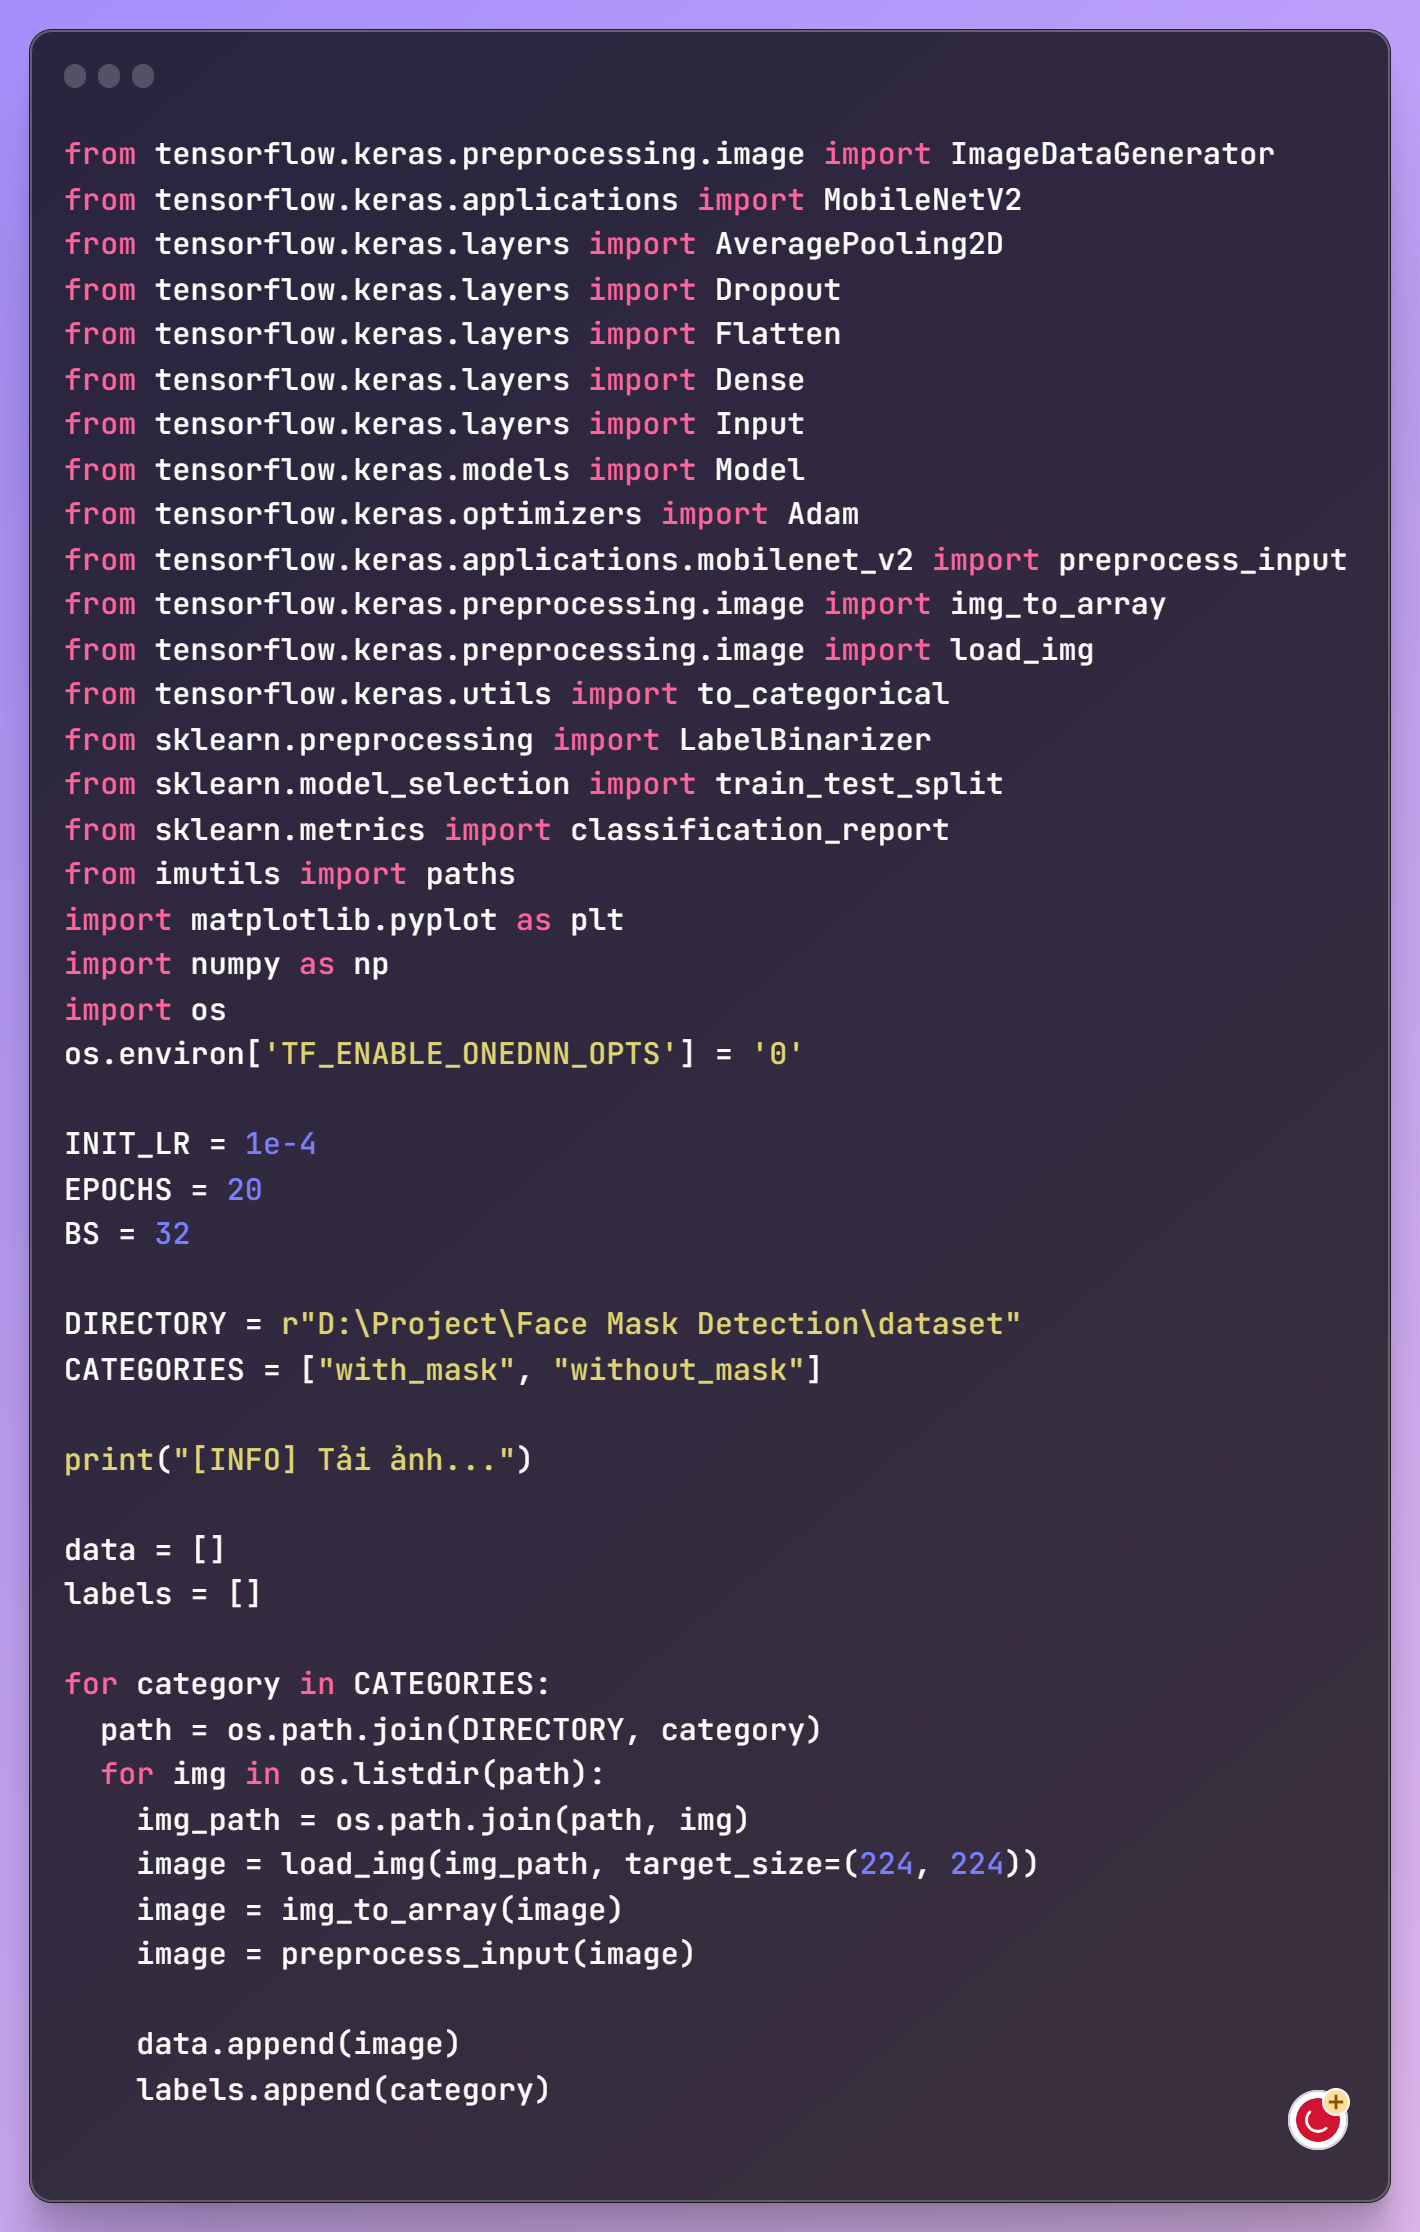 from tensorflow.keras.preprocessing.image import ImageDataGenerator
from tensorflow.keras.applications import MobileNetV2
from tensorflow.keras.layers import AveragePooling2D
from tensorflow.keras.layers import Dropout
from tensorflow.keras.layers import Flatten
from tensorflow.keras.layers import Dense
from tensorflow.keras.layers import Input
from tensorflow.keras.models import Model
from tensorflow.keras.optimizers import Adam
from tensorflow.keras.applications.mobilenet_v2 import preprocess_input
from tensorflow.keras.preprocessing.image import img_to_array
from tensorflow.keras.preprocessing.image import load_img
from tensorflow.keras.utils import to_categorical
from sklearn.preprocessing import LabelBinarizer
from sklearn.model_selection import train_test_split
from sklearn.metrics import classification_report
from imutils import paths
import matplotlib.pyplot as plt
import numpy as np
import os
os.environ['TF_ENABLE_ONEDNN_OPTS'] = '0'

INIT_LR = 1e-4
EPOCHS = 20
BS = 32

DIRECTORY = r"D:\Project\Face Mask Detection\dataset"
CATEGORIES = ["with_mask", "without_mask"]

print("[INFO] Tải ảnh...")

data = []
labels = []

for category in CATEGORIES:
  path = os.path.join(DIRECTORY, category)
  for img in os.listdir(path):
    img_path = os.path.join(path, img)
    image = load_img(img_path, target_size=(224, 224))
    image = img_to_array(image)
    image = preprocess_input(image)

    data.append(image)
    labels.append(category)